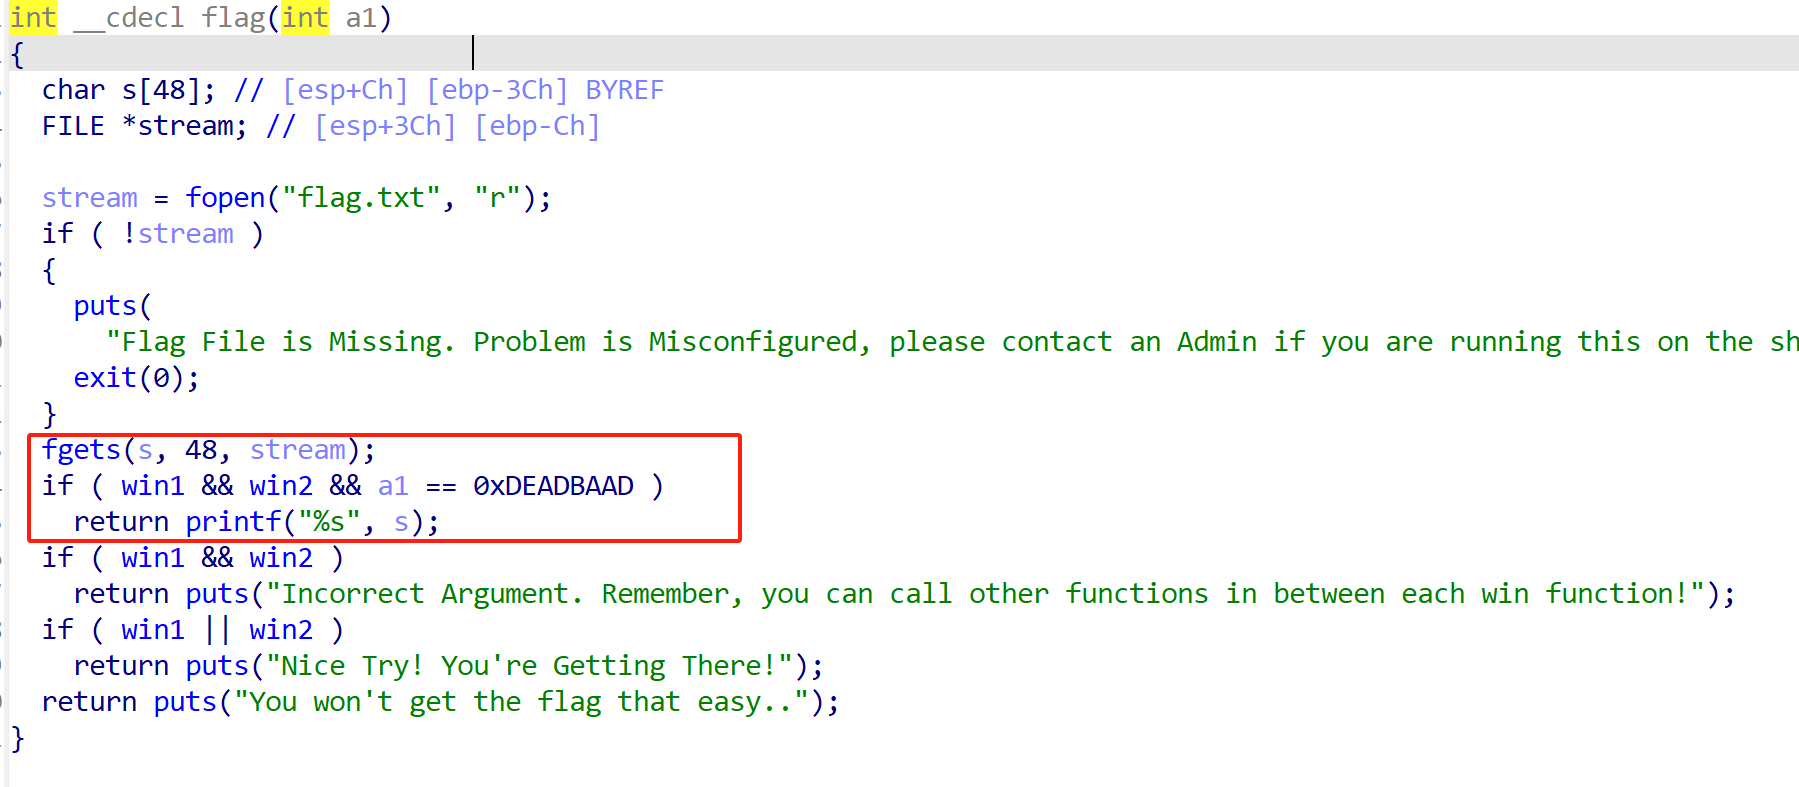 int __cdecl flag(int a1)
{
  char s[48]; // [esp+Ch] [ebp-3Ch] BYREF
  FILE *stream; // [esp+3Ch] [ebp-Ch]
  stream = fopen("flag.txt", "r");
  if ( !stream )
  {
    puts(
      "Flag File is Missing. Problem is Misconfigured, please contact an Admin if you are running this on the sh
    exit(0);
  }
  fgets(s, 48, stream);
  if ( win1 && win2 && a1 == 0xDEADBAAD )
    return printf("%s", s);
  if ( win1 && win2 )
    return puts("Incorrect Argument. Remember, you can call other functions in between each win function!");
  if ( win1 || win2 )
    return puts("Nice Try! You're Getting There!");
  return puts("You won't get the flag that easy..");
}